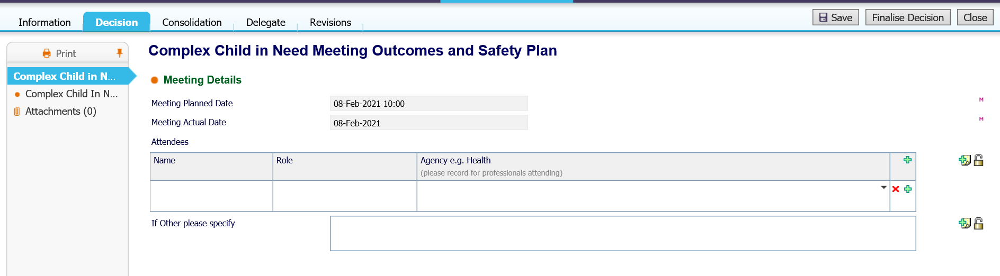 Information
Decision
Consolidation
Delegate
Revisions
Save
Finalise Decision
Close
Print
Complex Child in N...
Complex Child In N...
Attachments (0)
Complex Child in Need Meeting Outcomes and Safety Plan
Meeting Details
Meeting Planned Date
08-Feb-2021 10:00
M
Meeting Actual Date
08-Feb-2021
M
Attendees
Name
Role
Agency e.g. Health
(please record for professionals attending)
If Other please specify